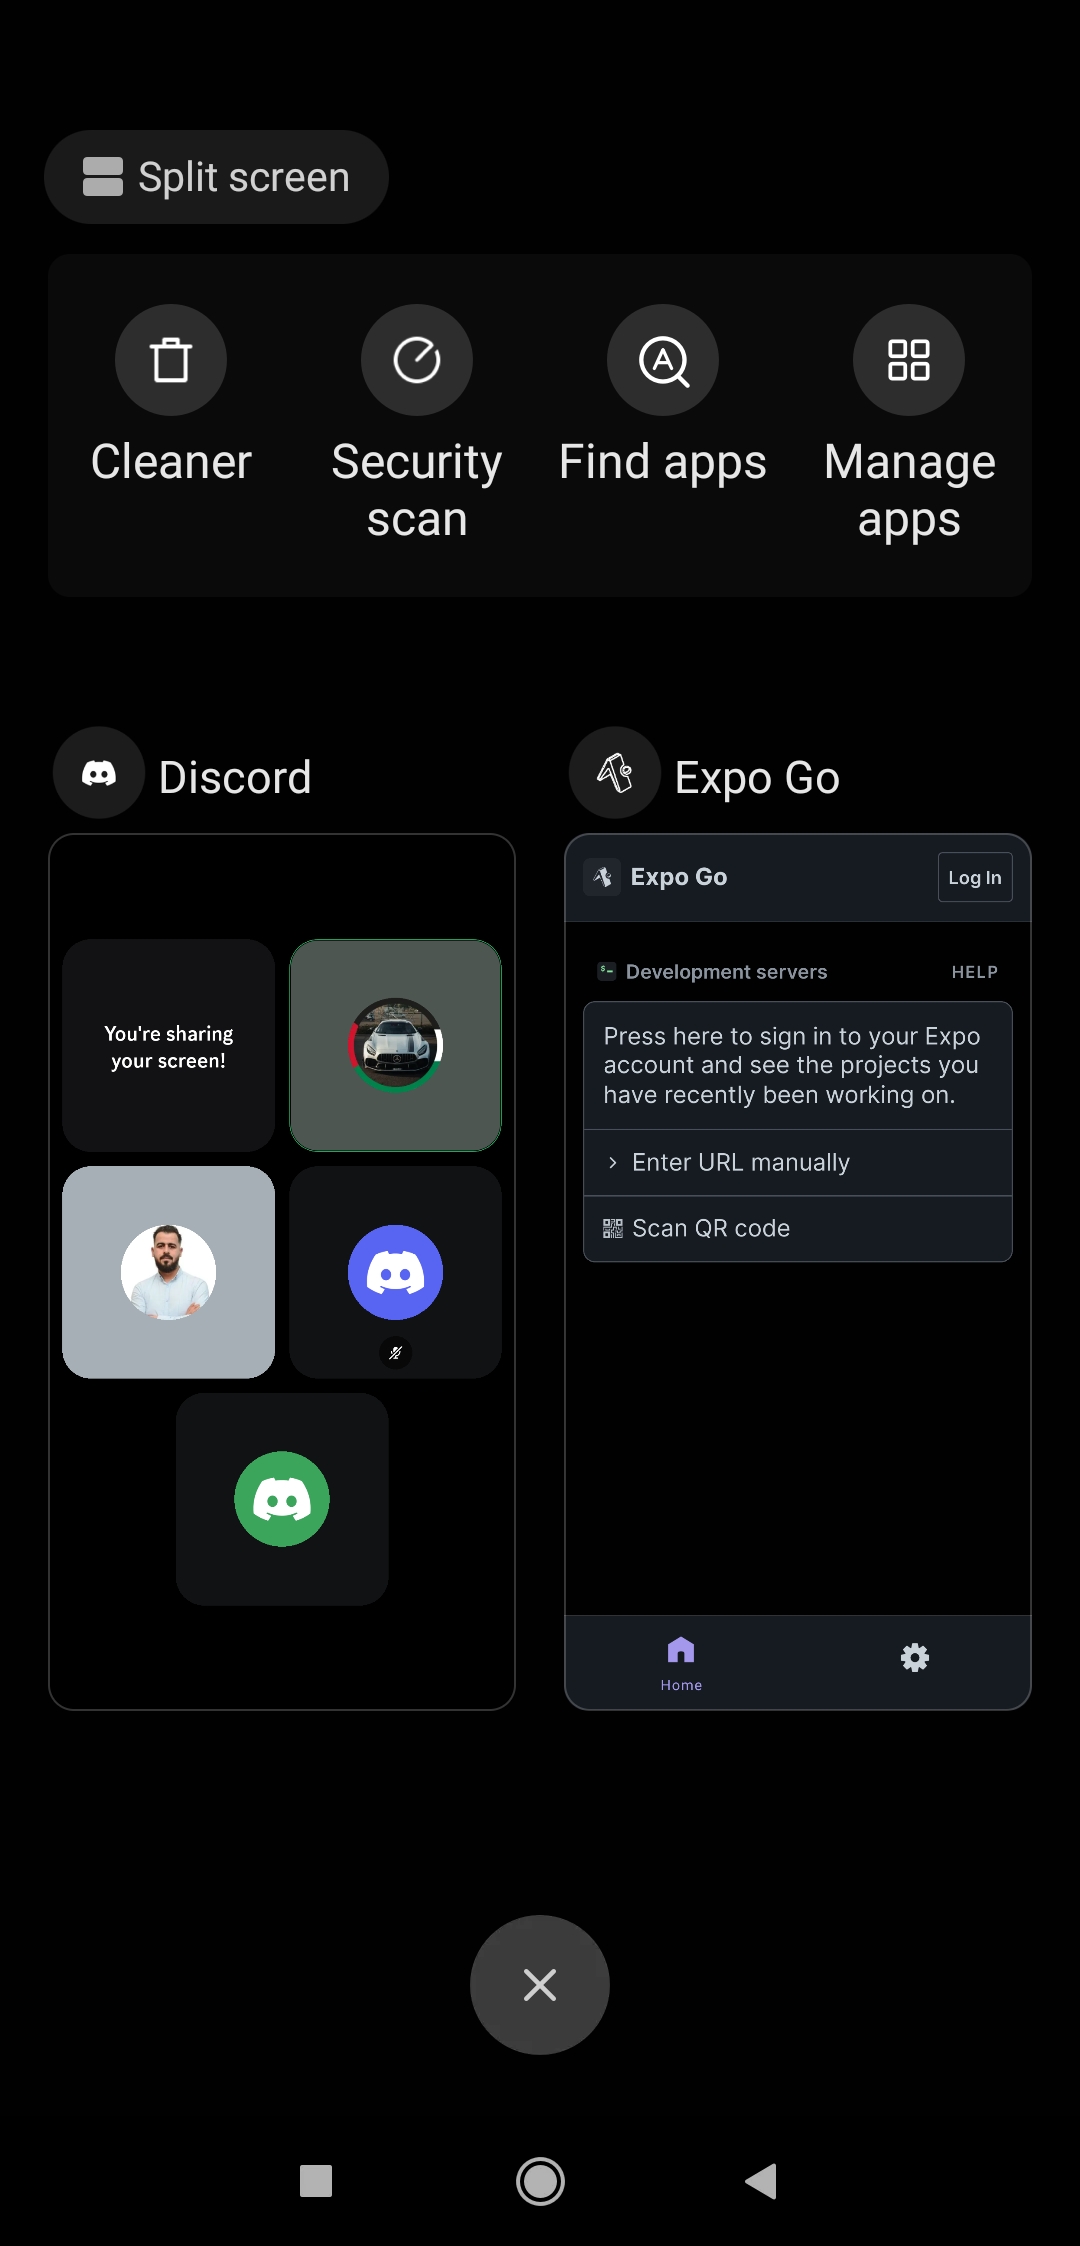 Split screen
Cleaner
Security
scan
Find apps
Manage
apps
Discord
You're sharing
your screen!
Expo Go
Expo Go
Log In
Development servers
HELP
Press here to sign in to your Expo
account and see the projects you
have recently been working on.
Enter URL manually
Scan QR code
Home